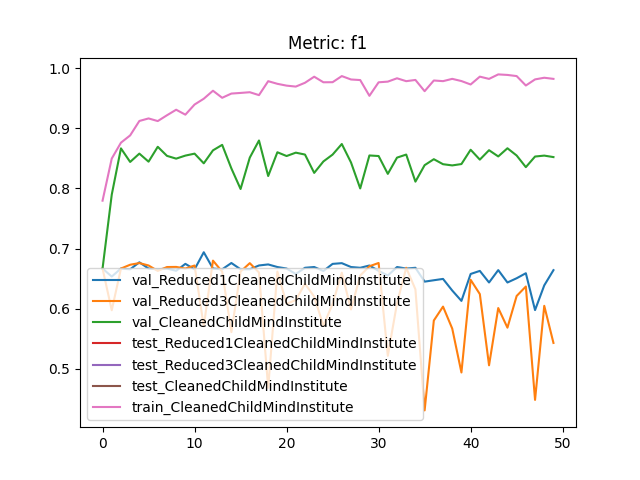 Metric: f1
1.0
0.9
0.8
0.7
0.6
0.5
val_Reduced1CleanedChildMindInstitute
val_Reduced3CleanedChildMindInstitute
val_CleanedChildMindInstitute
test_Reduced1CleanedChildMindInstitute
test_Reduced3CleanedChildMindInstitute
test_CleanedChildMindInstitute
train_CleanedChildMindInstitute
0 10 20 30 40 50